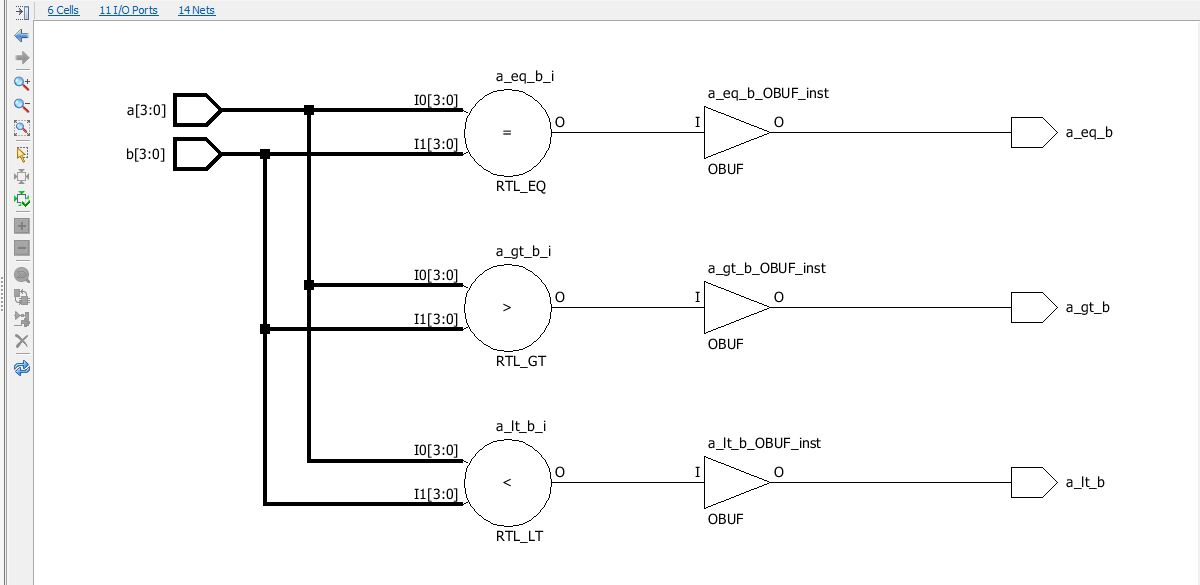 6 Cells 11 I/O Ports 14 Nets
a_eq_b_i
a[3:0] I0[3:0] a_eq_b_OBUF_inst
= O I O a_eq_b
b[3:0] I1[3:0]
RTL_EQ OBUF
a_gt_b_i
I0[3:0] a_gt_b_OBUF_inst
> O I O a_gt_b
I1[3:0]
RTL_GT OBUF
a_lt_b_i
I0[3:0] a_lt_b_OBUF_inst
< O I O a_lt_b
I1[3:0]
RTL_LT OBUF